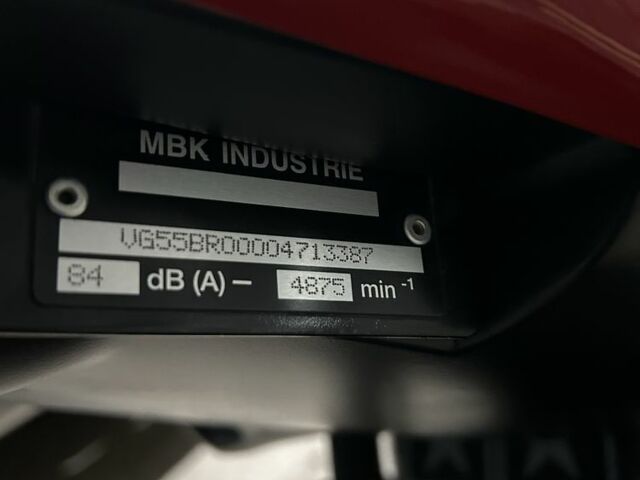 MBK INDUSTRIE
VG55BR00004713387
84 dB (A) – 4875 min -1